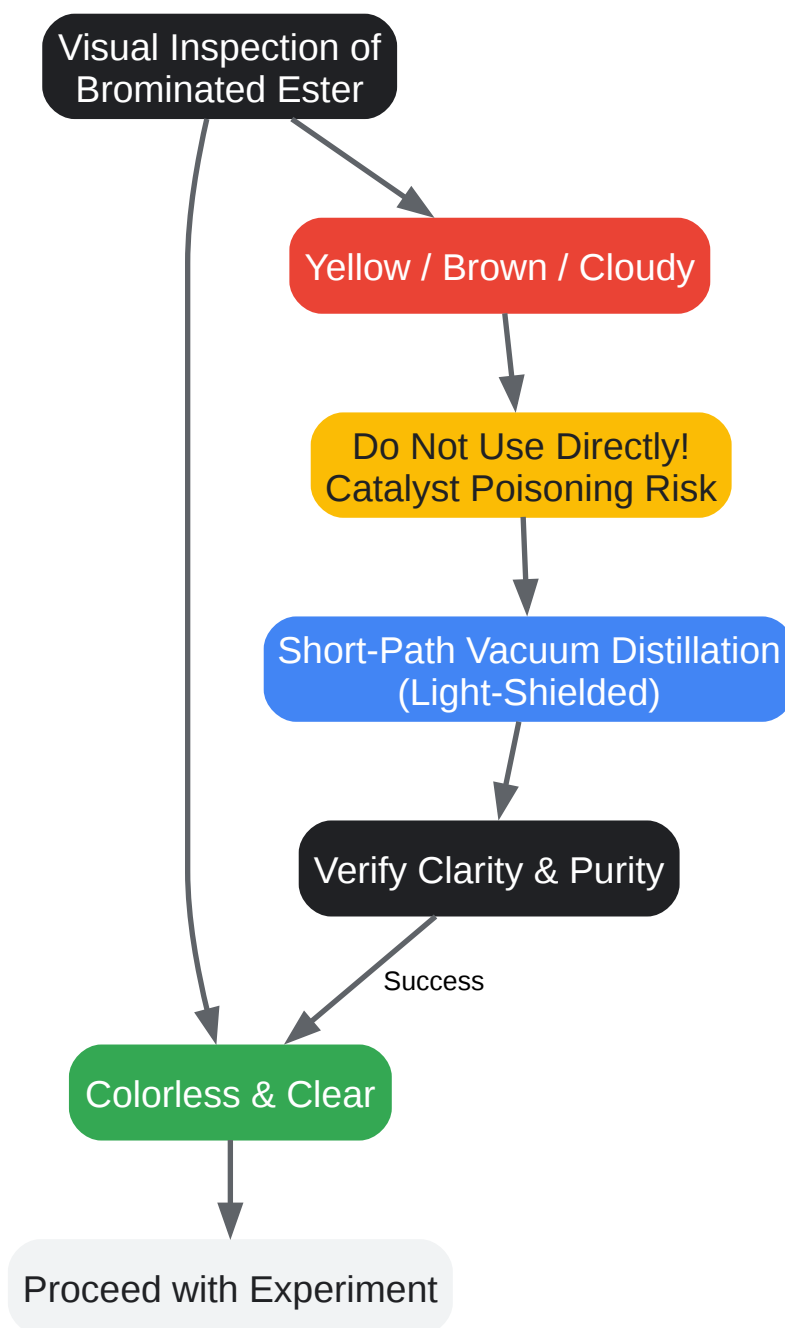 Visual Inspection of
Brominated Ester
Yellow / Brown / Cloudy
Do Not Use Directly!
Catalyst Poisoning Risk
Short-Path Vacuum Distillation
(Light-Shielded)
Verify Clarity & Purity
Success
Colorless & Clear
Proceed with Experiment